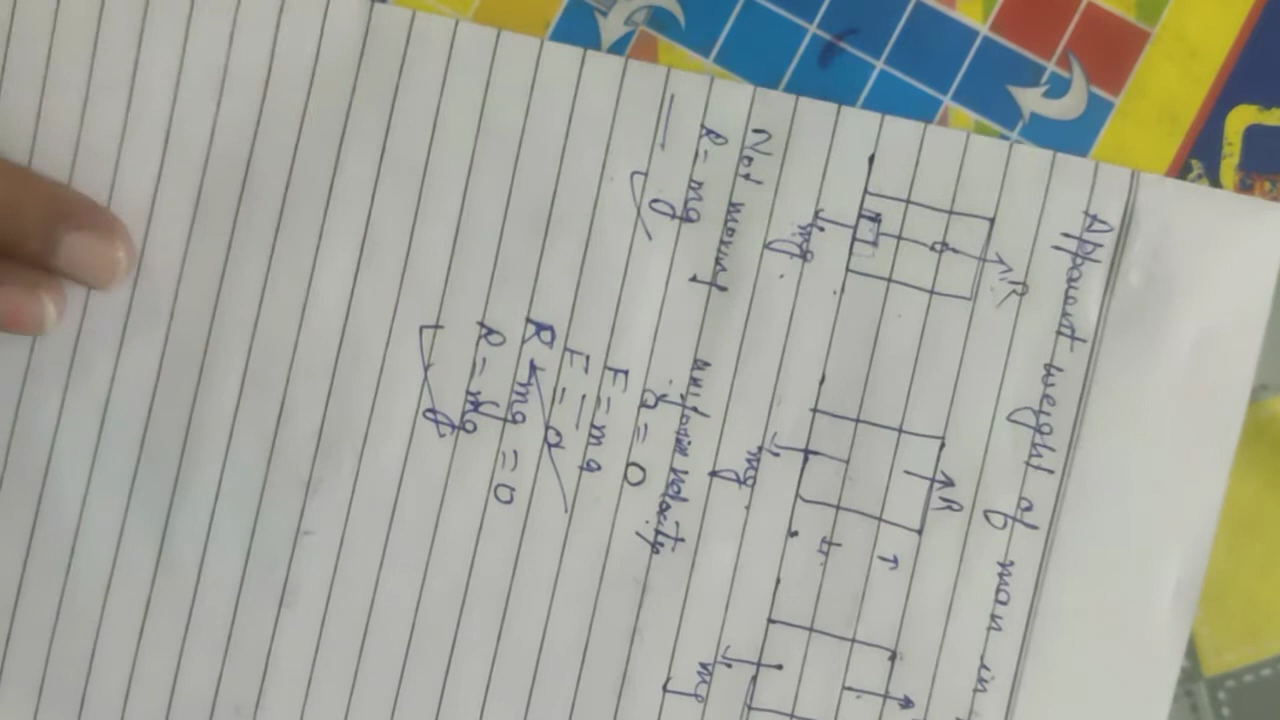 Apparent weight of man in
R
R
mg
mg
mg
Not moving
uniform velocity
R = mg
a = 0
F = ma
F = 0
R - mg = 0
R = mg